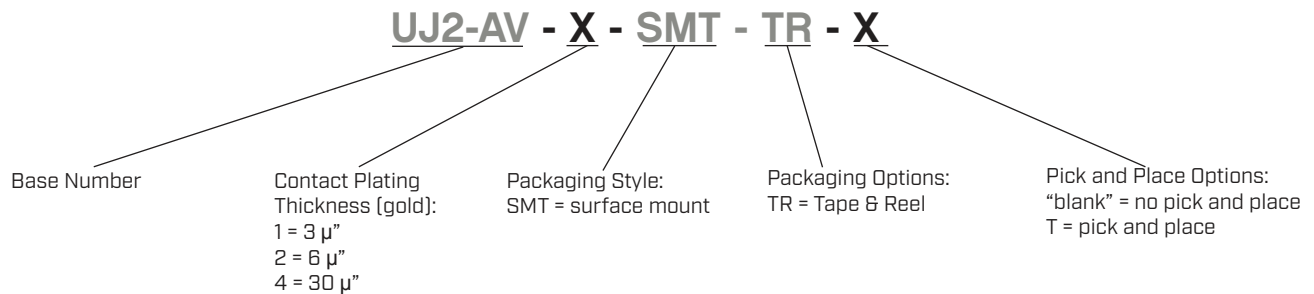 UJ2-AV - X - SMT - TR - X
Base Number
Contact Plating
Thickness (gold):
1 = 3 µ”
2 = 6 µ”
4 = 30 µ”
Packaging Style:
SMT = surface mount
Packaging Options:
TR = Tape & Reel
Pick and Place Options:
“blank” = no pick and place
T = pick and place